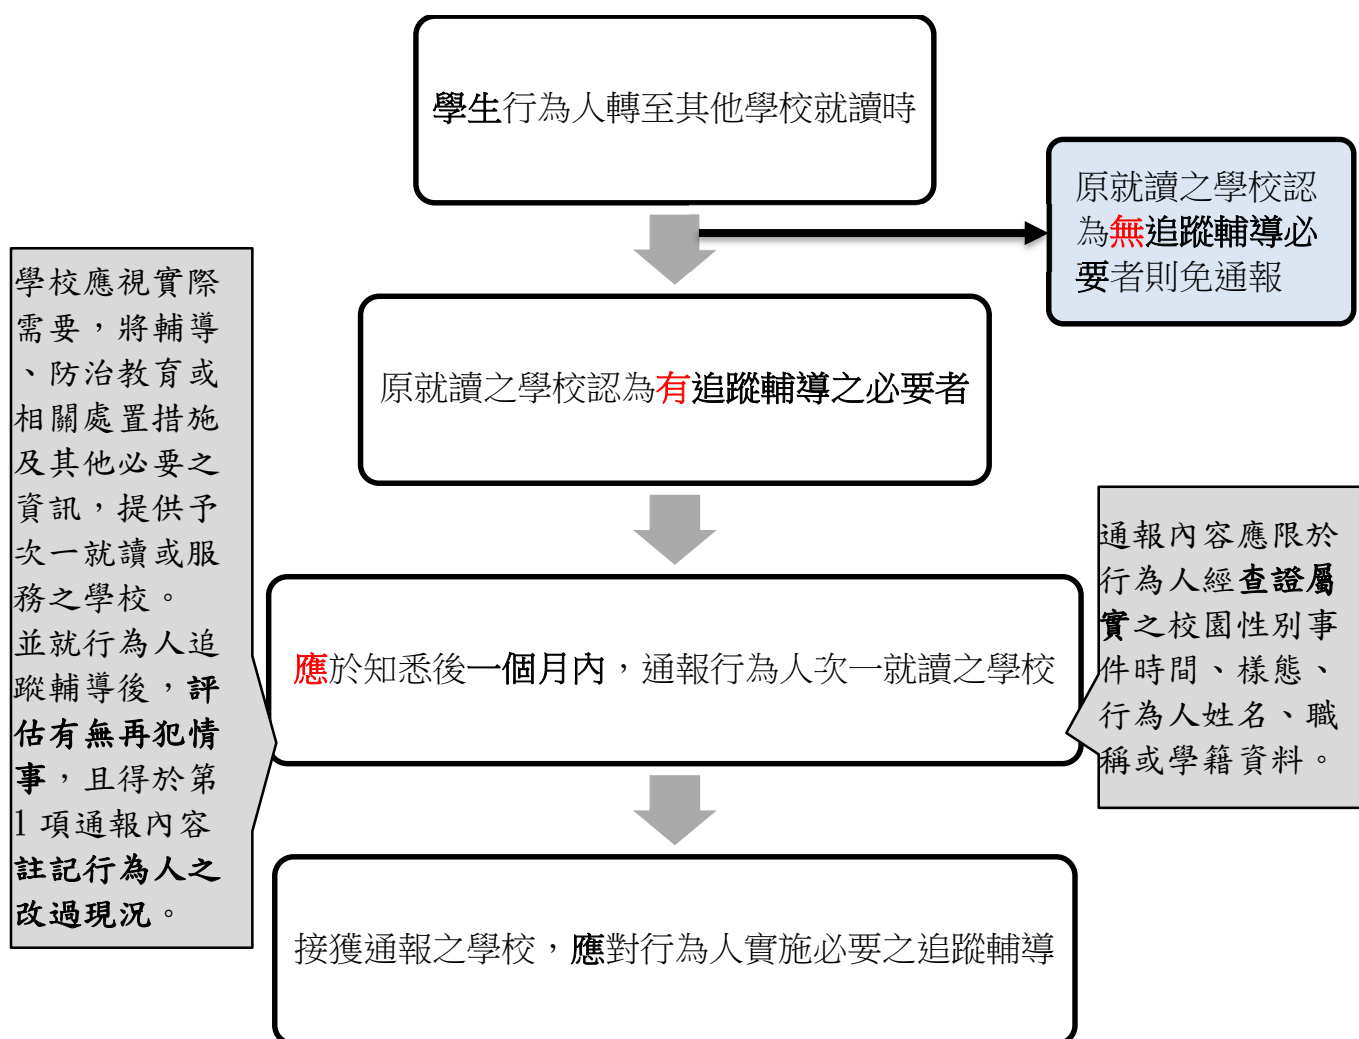 學生行為人轉至其他學校就讀時
原就讀之學校認
為無追蹤輔導必
要者則免通報
原就讀之學校認為有追蹤輔導之必要者
學校應視實際
需要，將輔導
、防治教育或
相關處置措施
及其他必要之
資訊，提供予
次一就讀或服
務之學校。
並就行為人追
蹤輔導後，評
估有無再犯情
事，且得於第
1 項通報內容
註記行為人之
改過現況。
應於知悉後一個月內，通報行為人次一就讀之學校
通報內容應限於
行為人經查證屬
實之校園性別事
件時間、樣態、
行為人姓名、職
稱或學籍資料。
接獲通報之學校，應對行為人實施必要之追蹤輔導